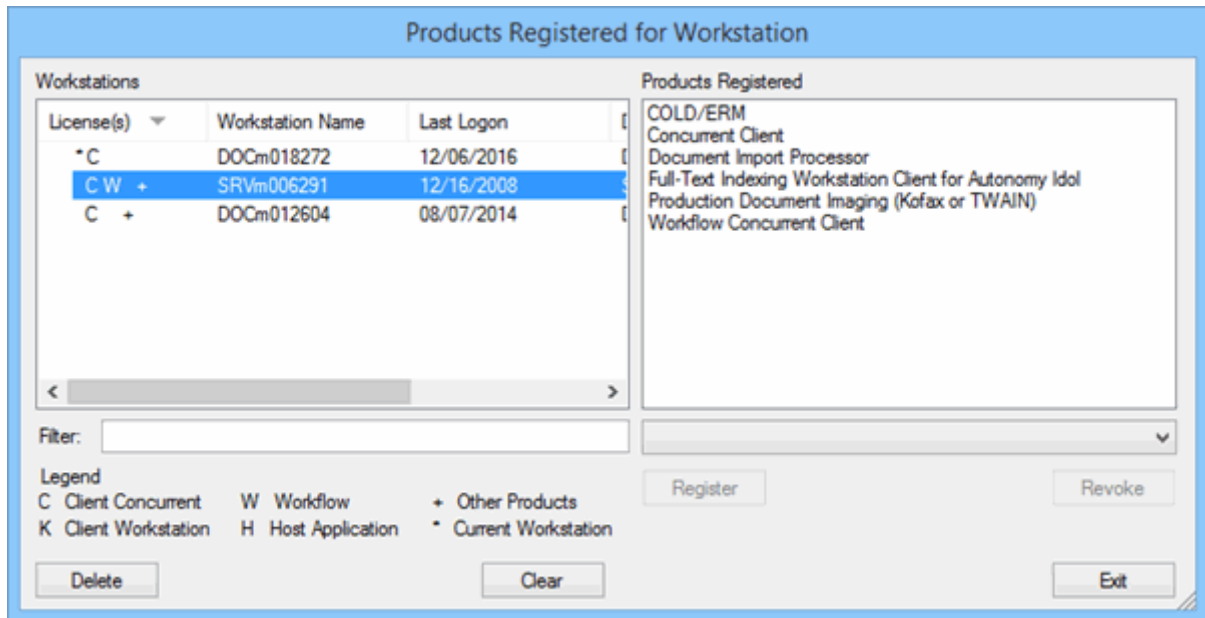 Products Registered for Workstation
Workstations
License(s) Workstation Name Last Logon
* C DOCm018272 12/06/2016
C W + SRVm006291 12/16/2008
C + DOCm012604 08/07/2014
Products Registered
COLD/ERM
Concurrent Client
Document Import Processor
Full-Text Indexing Workstation Client for Autonomy Idol
Production Document Imaging (Kofax or TWAIN)
Workflow Concurrent Client
Filter:
Legend
C Client Concurrent W Workflow + Other Products
K Client Workstation H Host Application * Current Workstation
Register Revoke
Delete Clear Exit